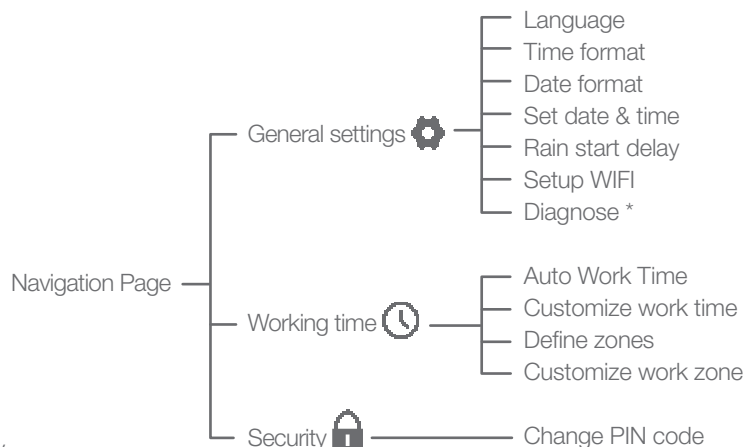 Language
Time format
Date format
Set date & time
General settings
Rain start delay
Setup WIFI
Diagnose *
Navigation Page
Auto Work Time
Working time
Customize work time
Define zones
Customize work zone
Security
Change PIN code